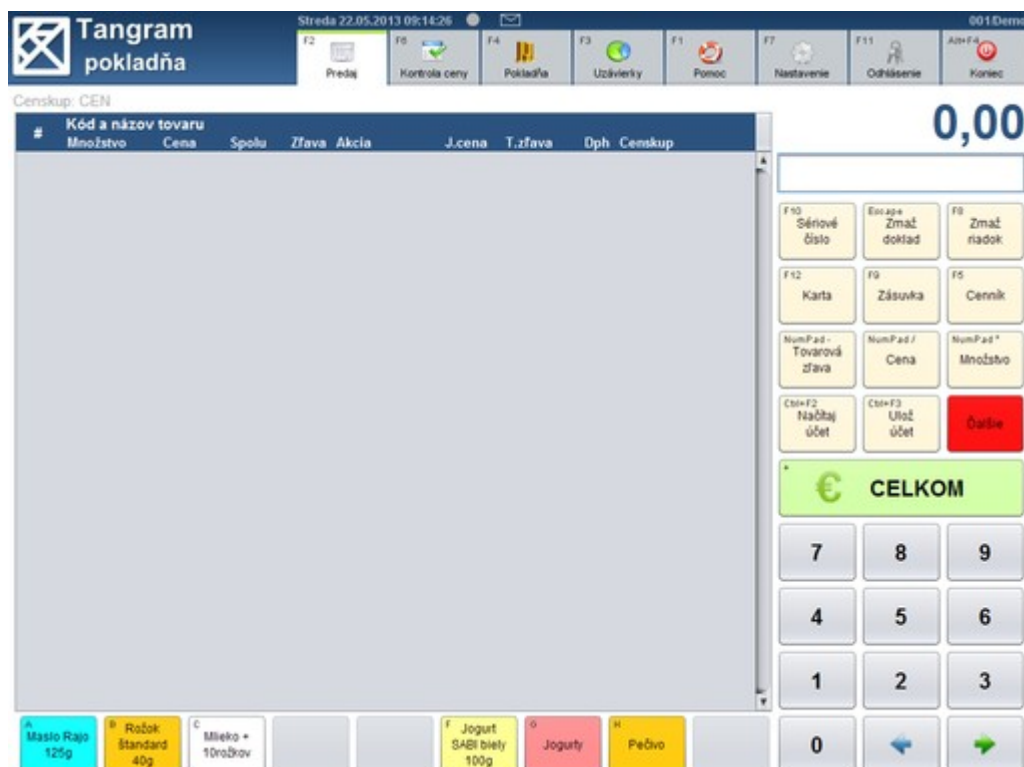 Tangram
pokladňa
Streda 22.05.2013 09:14:26
001Demo
F2
Predaj
F6
Kontrola ceny
F4
Pokladňa
F3
Uzávierky
F1
Pomoc
F7
Nastavenie
F11
Odhlásenie
Alt+F4
Koniec
Censkup: CEN
0,00
# Kód a názov tovaru
Množstvo Cena Spolu Zľava Akcia J.cena T.zľava Dph Censkup
F10
Sériové
číslo
Escape
Zmaž
doklad
F8
Zmaž
riadok
F12
Karta
F9
Zásuvka
F5
Cenník
NumPad -
Tovarová
zľava
NumPad /
Cena
NumPad *
Množstvo
Ctrl+F2
Načítaj
účet
Ctrl+F3
Ulož
účet
Ďalšie
€ CELKOM
7 8 9
4 5 6
1 2 3
0
A
Maslo Rajo
125g
B
Rožok
štandard
40g
C
Mlieko +
10rožkov
F
Jogurt
SABI biely
100g
G
Jogurty
H
Pečivo